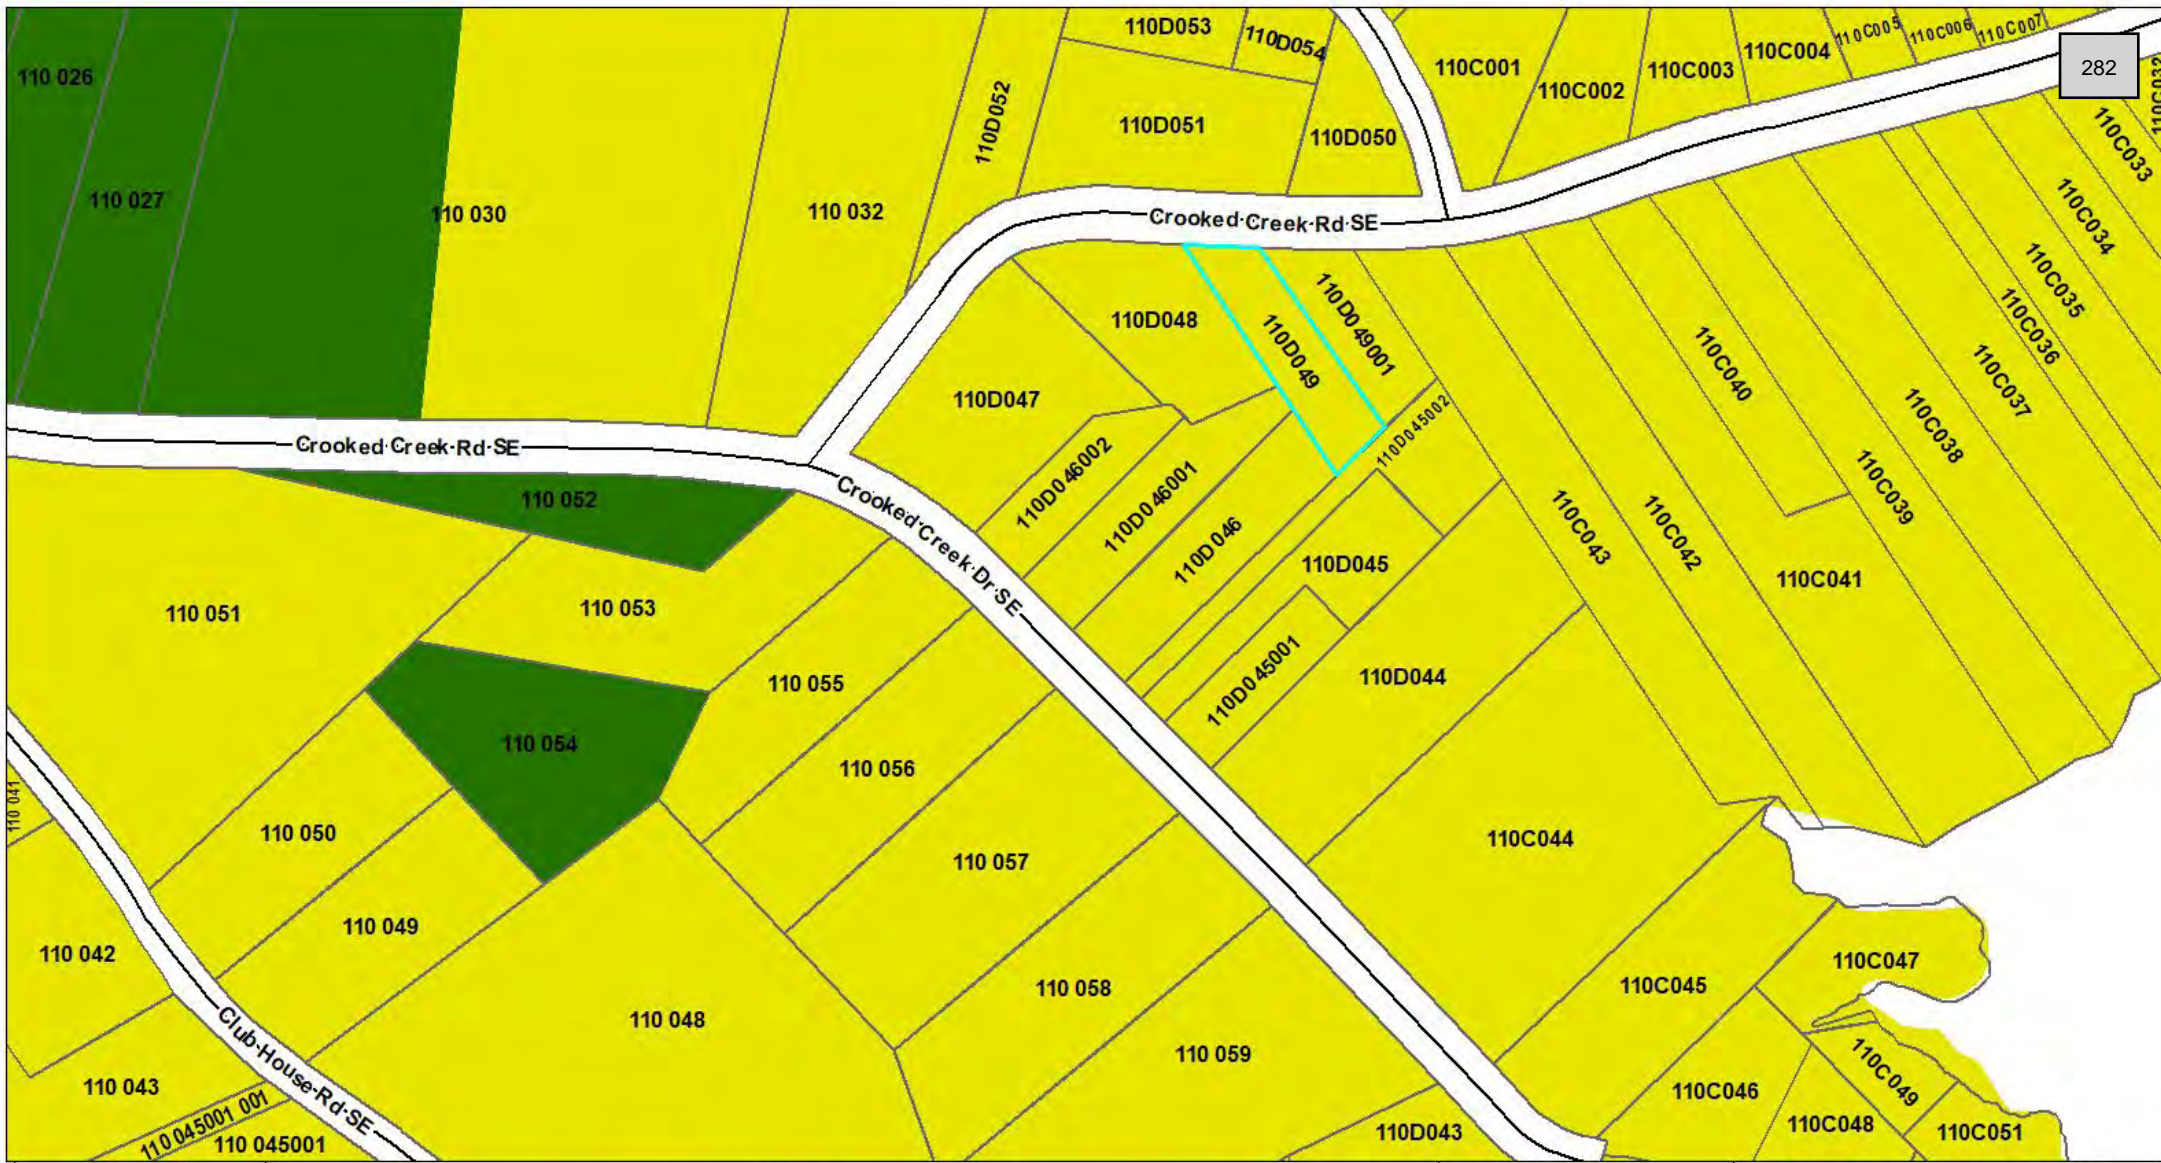 110D053
110D054
110C001
110C002
110C003
110C004
110C005
110C006
110C007
282
110C032
110 026
110 027
110 030
110 032
110D052
110D051
110D050
110C033
110C034
110C035
110C036
110C037
110C038
110C039
110C040
110C041
110C042
110C043
Crooked Creek Rd SE
110D048
110D049
110D049001
110D045002
110D047
110D046002
110D046001
110D046
110D045
110D045001
110D044
Crooked Creek Rd SE
Crooked Creek Dr SE
110 052
110 051
110 053
110 055
110 054
110 056
110 041
110 050
110 057
110C044
110 049
110 042
110C047
110 058
110C045
110 048
110 059
110C046
110C049
110 043
Club House Rd SE
110 045001 001
110 045001
110D043
110C048
110C051